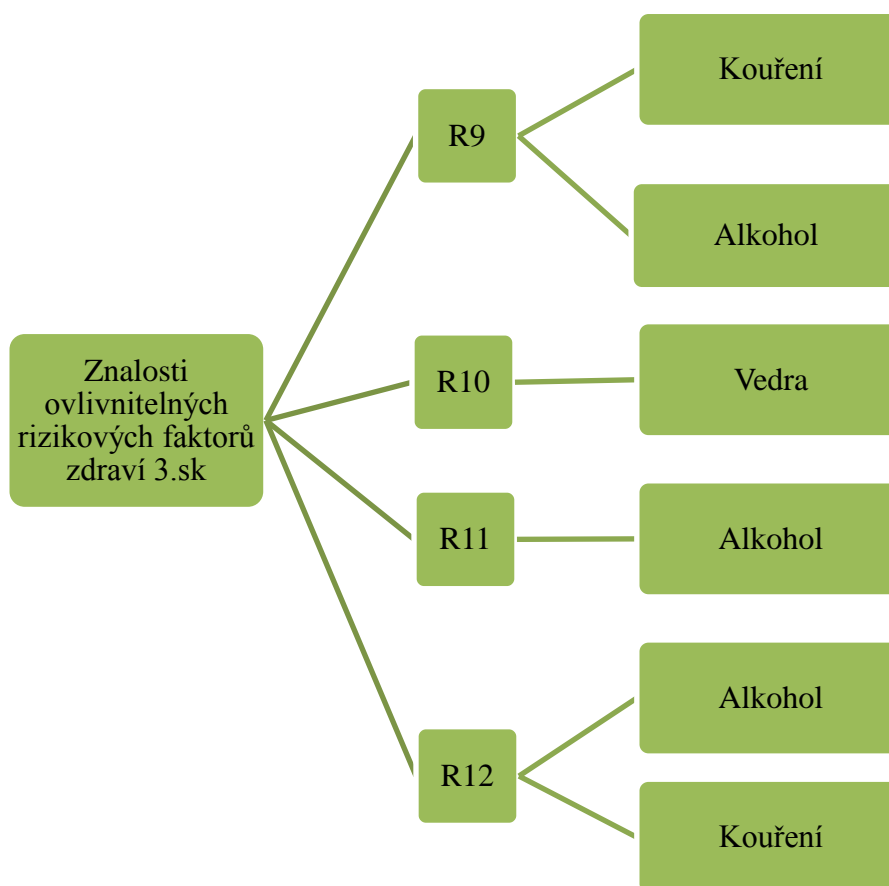 Znalosti
ovlivnitelných
rizikových faktorů
zdraví 3.sk
R9
Kouření
Alkohol
R10
Vedra
R11
Alkohol
R12
Alkohol
Kouření